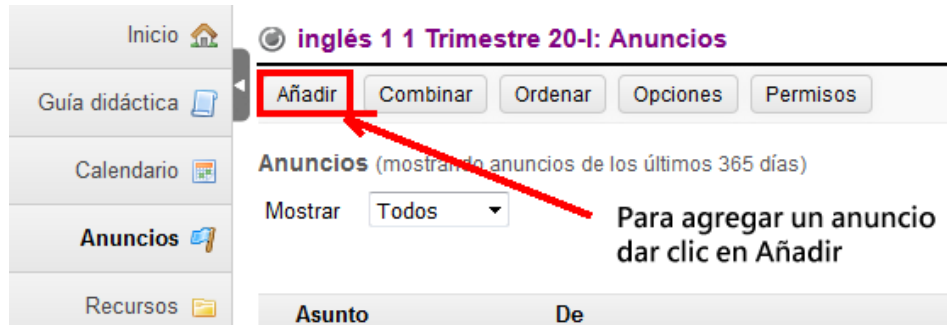 Inicio
Guía didáctica
Calendario
Anuncios
Recursos
inglés 1 1 Trimestre 20-I: Anuncios
Añadir Combinar Ordenar Opciones Permisos
Anuncios (mostrando anuncios de los últimos 365 días)
Mostrar Todos
Para agregar un anuncio
dar clic en Añadir
Asunto De